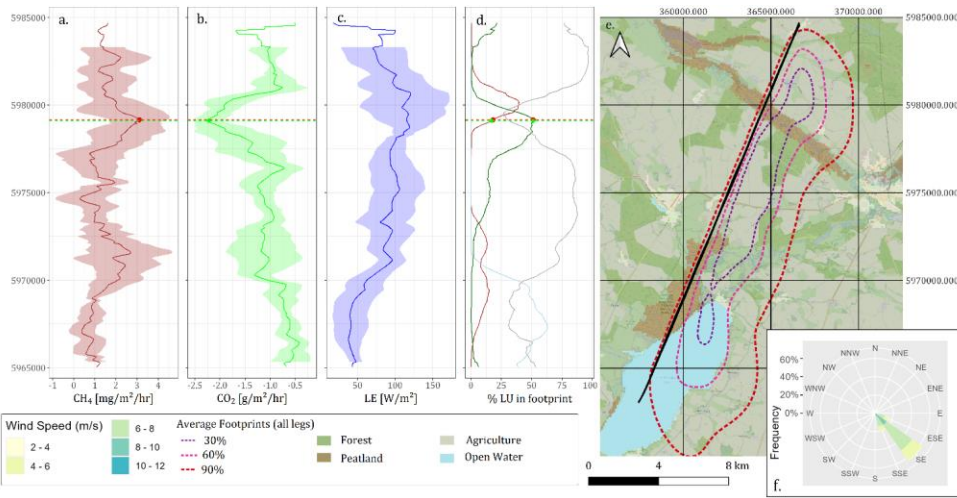 a.
b.
c.
d.
e.
360000.000
365000.000
370000.000
5985000.000
5980000.000
5975000.000
5970000.000
5965000.000
5985000
5980000
5975000
5970000
5965000
-1 0 1 2 3 4
CH₄ [mg/m²/hr]
-2.5 -1.5 -0.5
CO₂ [g/m²/hr]
50 100 150
LE [W/m²]
0 25 50 75 100
% LU in footprint
Wind Speed (m/s)
2 - 4
4 - 6
6 - 8
8 - 10
10 - 12
Average Footprints (all legs)
30%
60%
90%
Forest
Peatland
Agriculture
Open Water
0 4 8 km
N
NNE
NE
ENE
E
ESE
SE
SSE
S
SSW
SW
WSW
W
WNW
NW
NNW
60%
40%
20%
0%
Frequency
f.